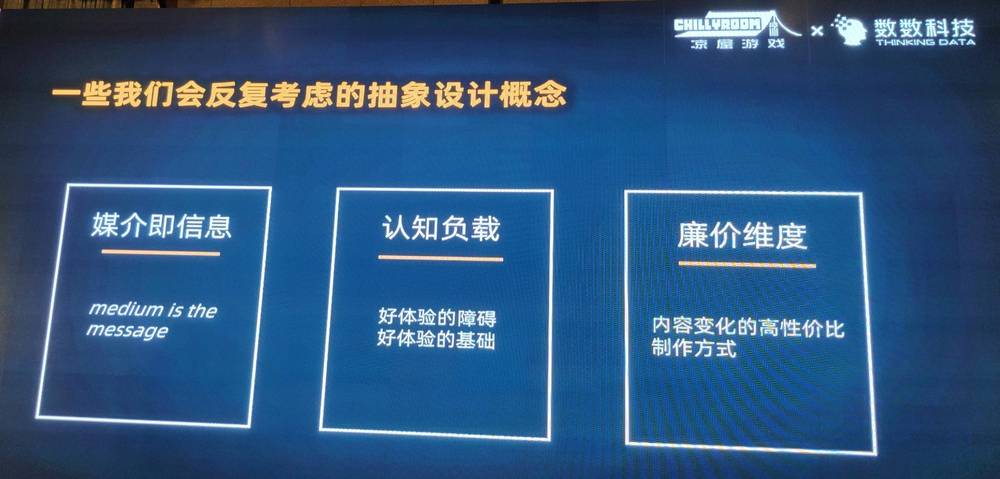 CHILLYROOM
凉屋游戏
×
数数科技
THINKING DATA
一些我们会反复考虑的抽象设计概念
媒介即信息
medium is the
message
认知负载
好体验的障碍
好体验的基础
廉价维度
内容变化的高性价比
制作方式